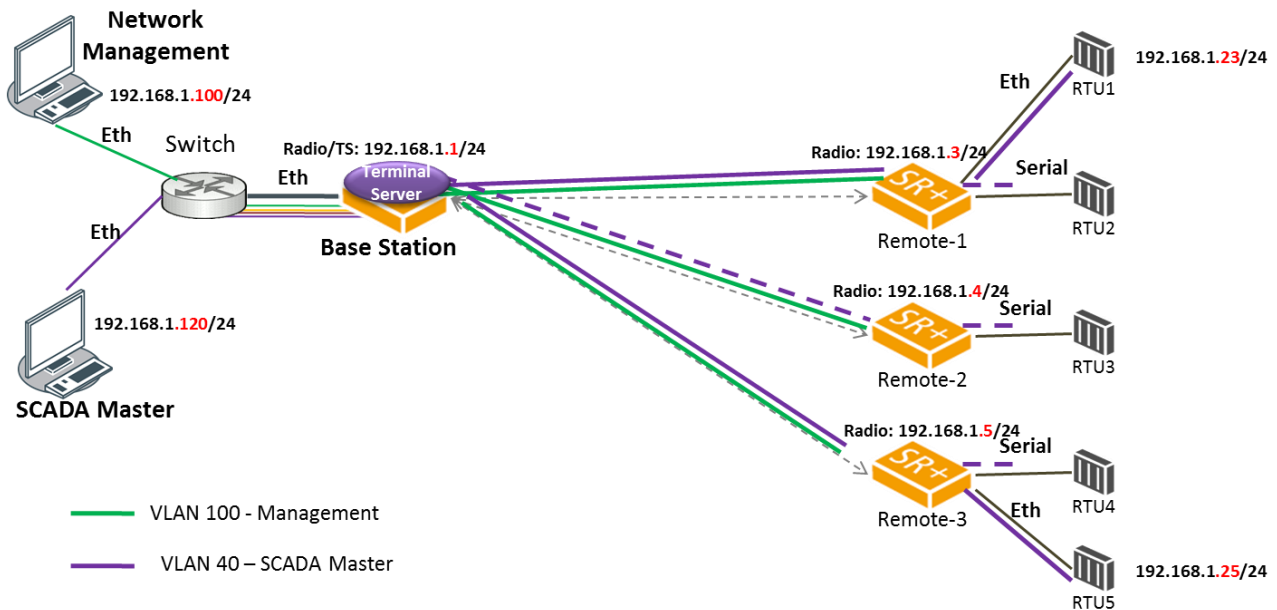 Network
Management
192.168.1.100/24
Eth
Switch
Eth
192.168.1.120/24
SCADA Master
Radio/TS: 192.168.1.1/24
Eth
Terminal
Server
Base Station
Radio: 192.168.1.3/24
SR+
Remote-1
Eth
RTU1
192.168.1.23/24
Serial
RTU2
Radio: 192.168.1.4/24
SR+
Remote-2
Serial
RTU3
Radio: 192.168.1.5/24
SR+
Remote-3
Serial
RTU4
Eth
RTU5
192.168.1.25/24
VLAN 100 - Management
VLAN 40 – SCADA Master